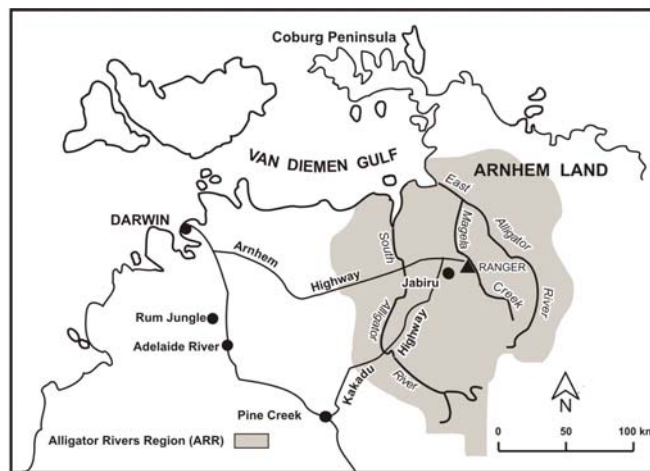 Coburg Peninsula
VAN DIEMEN GULF
ARNHEM LAND
East
Alligator
River
Magela
Creek
DARWIN
Arnhem
Highway
South
Alligator
River
RANGER
Jabiru
Rum Jungle
Adelaide River
Kakadu
Highway
Pine Creek
N
Alligator Rivers Region (ARR)
0 50 100 km